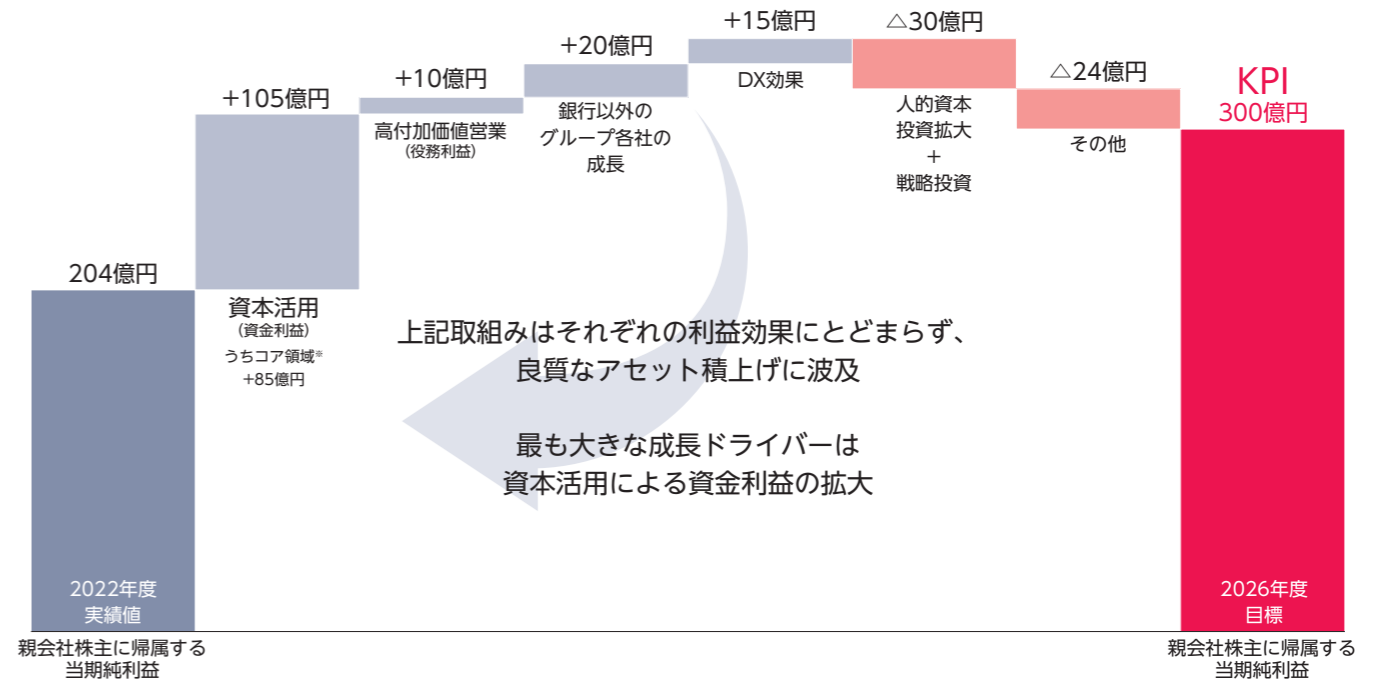 204億円
2022年度
実績値
親会社株主に帰属する
当期純利益
+105億円
資本活用
(資金利益)
うちコア領域※
+85億円
+10億円
高付加価値営業
(役務利益)
+20億円
銀行以外の
グループ各社の
成長
+15億円
DX効果
△30億円
人的資本
投資拡大
+
戦略投資
△24億円
その他
KPI
300億円
2026年度
目標
親会社株主に帰属する
当期純利益
上記取組みはそれぞれの利益効果にとどまらず、
良質なアセット積上げに波及
最も大きな成長ドライバーは
資本活用による資金利益の拡大